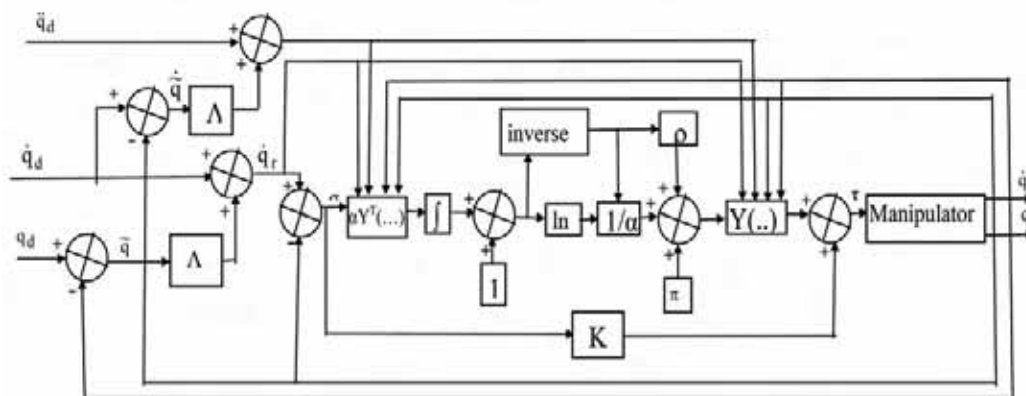 q̈d
+
+
+
-
q̃̇
Λ
q̇d
+
+
q̇r
qd
+
-
q̃
Λ
+
-
σ
αYᵀ(...)
∫
+
+
1
inverse
ln
1/α
ρ
+
+
+
π
Y(..)
+
+
τ
Manipulator
q̇
q
K